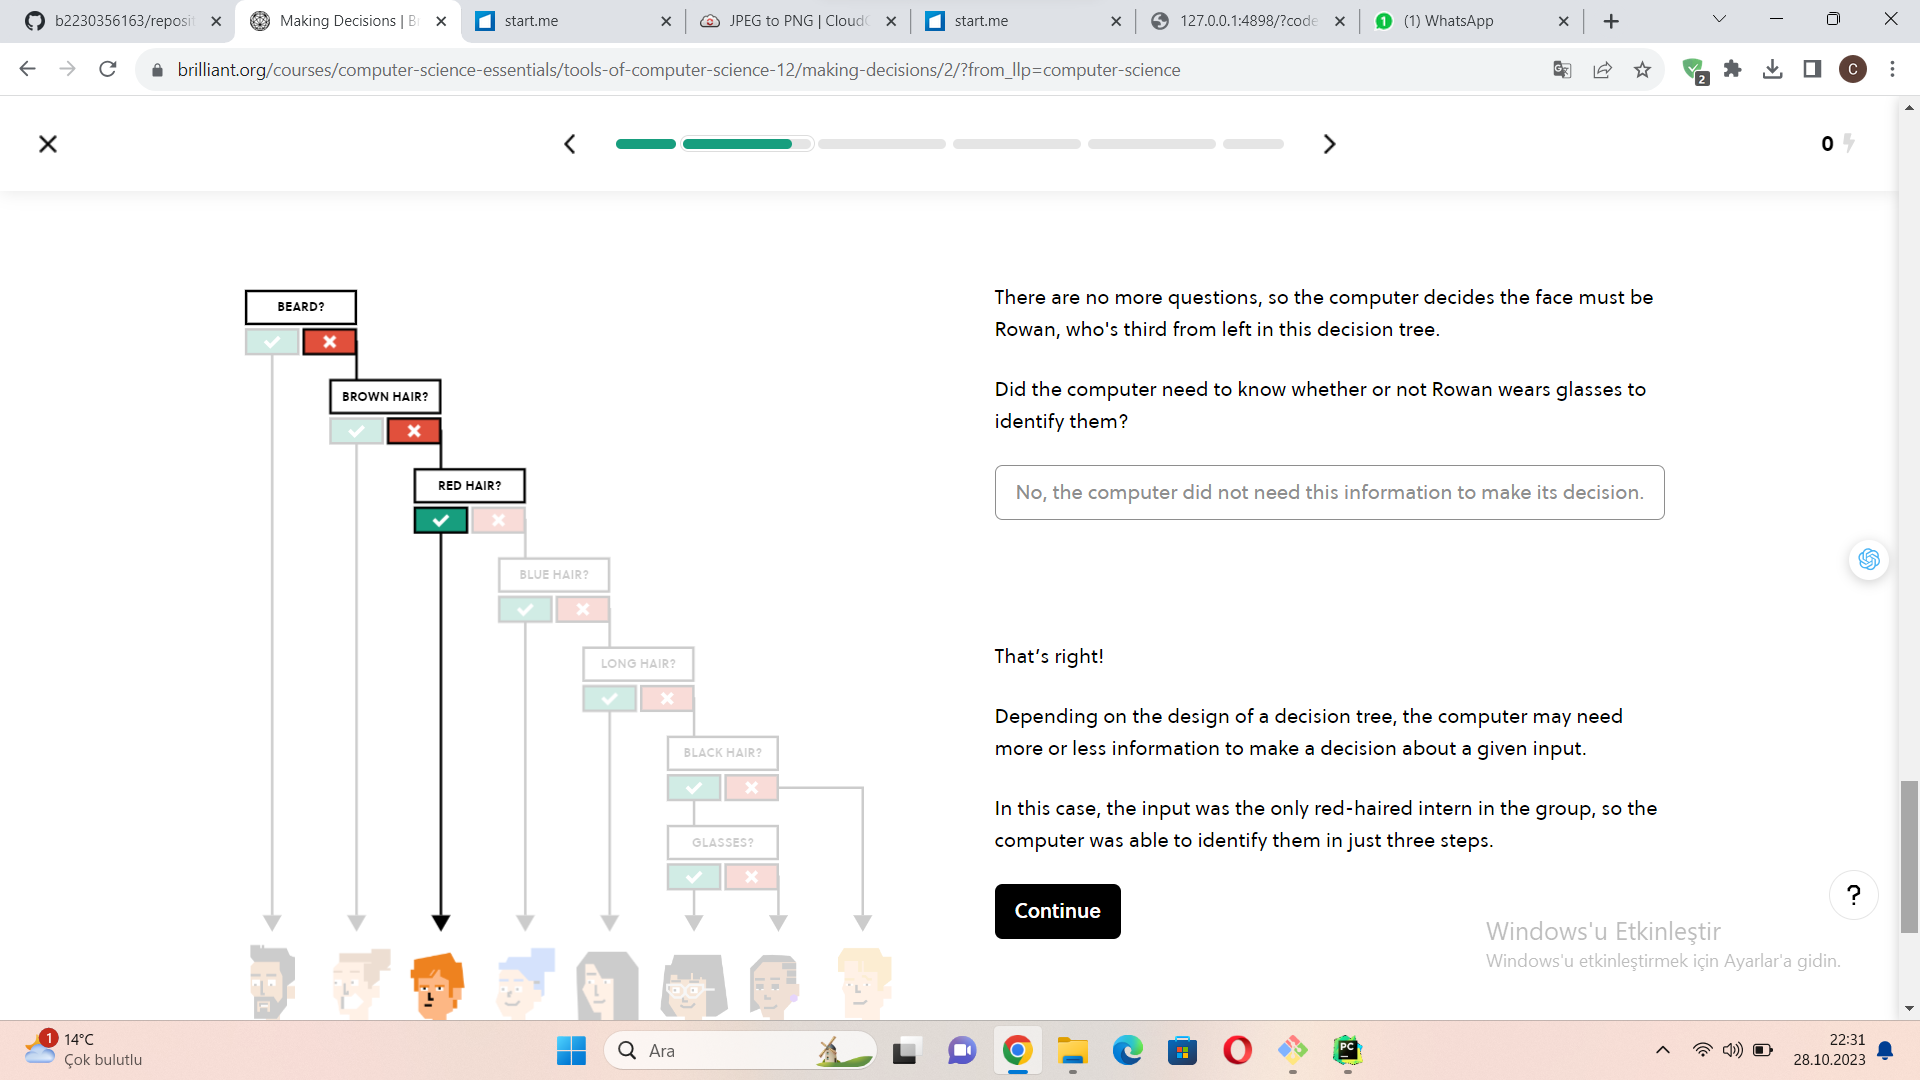 b2230356163/reposit
Making Decisions | B
start.me
JPEG to PNG | Cloud
start.me
127.0.0.1:4898/?code
1
(1) WhatsApp
brilliant.org/courses/computer-science-essentials/tools-of-computer-science-12/making-decisions/2/?from_llp=computer-science
2
C
0
BEARD?
BROWN HAIR?
RED HAIR?
BLUE HAIR?
LONG HAIR?
BLACK HAIR?
GLASSES?
There are no more questions, so the computer decides the face must be
Rowan, who's third from left in this decision tree.
Did the computer need to know whether or not Rowan wears glasses to
identify them?
No, the computer did not need this information to make its decision.
That’s right!
Depending on the design of a decision tree, the computer may need
more or less information to make a decision about a given input.
In this case, the input was the only red-haired intern in the group, so the
computer was able to identify them in just three steps.
Continue
?
Windows'u Etkinleştir
Windows'u etkinleştirmek için Ayarlar'a gidin.
1
14°C
Çok bulutlu
Ara
PC
22:31
28.10.2023